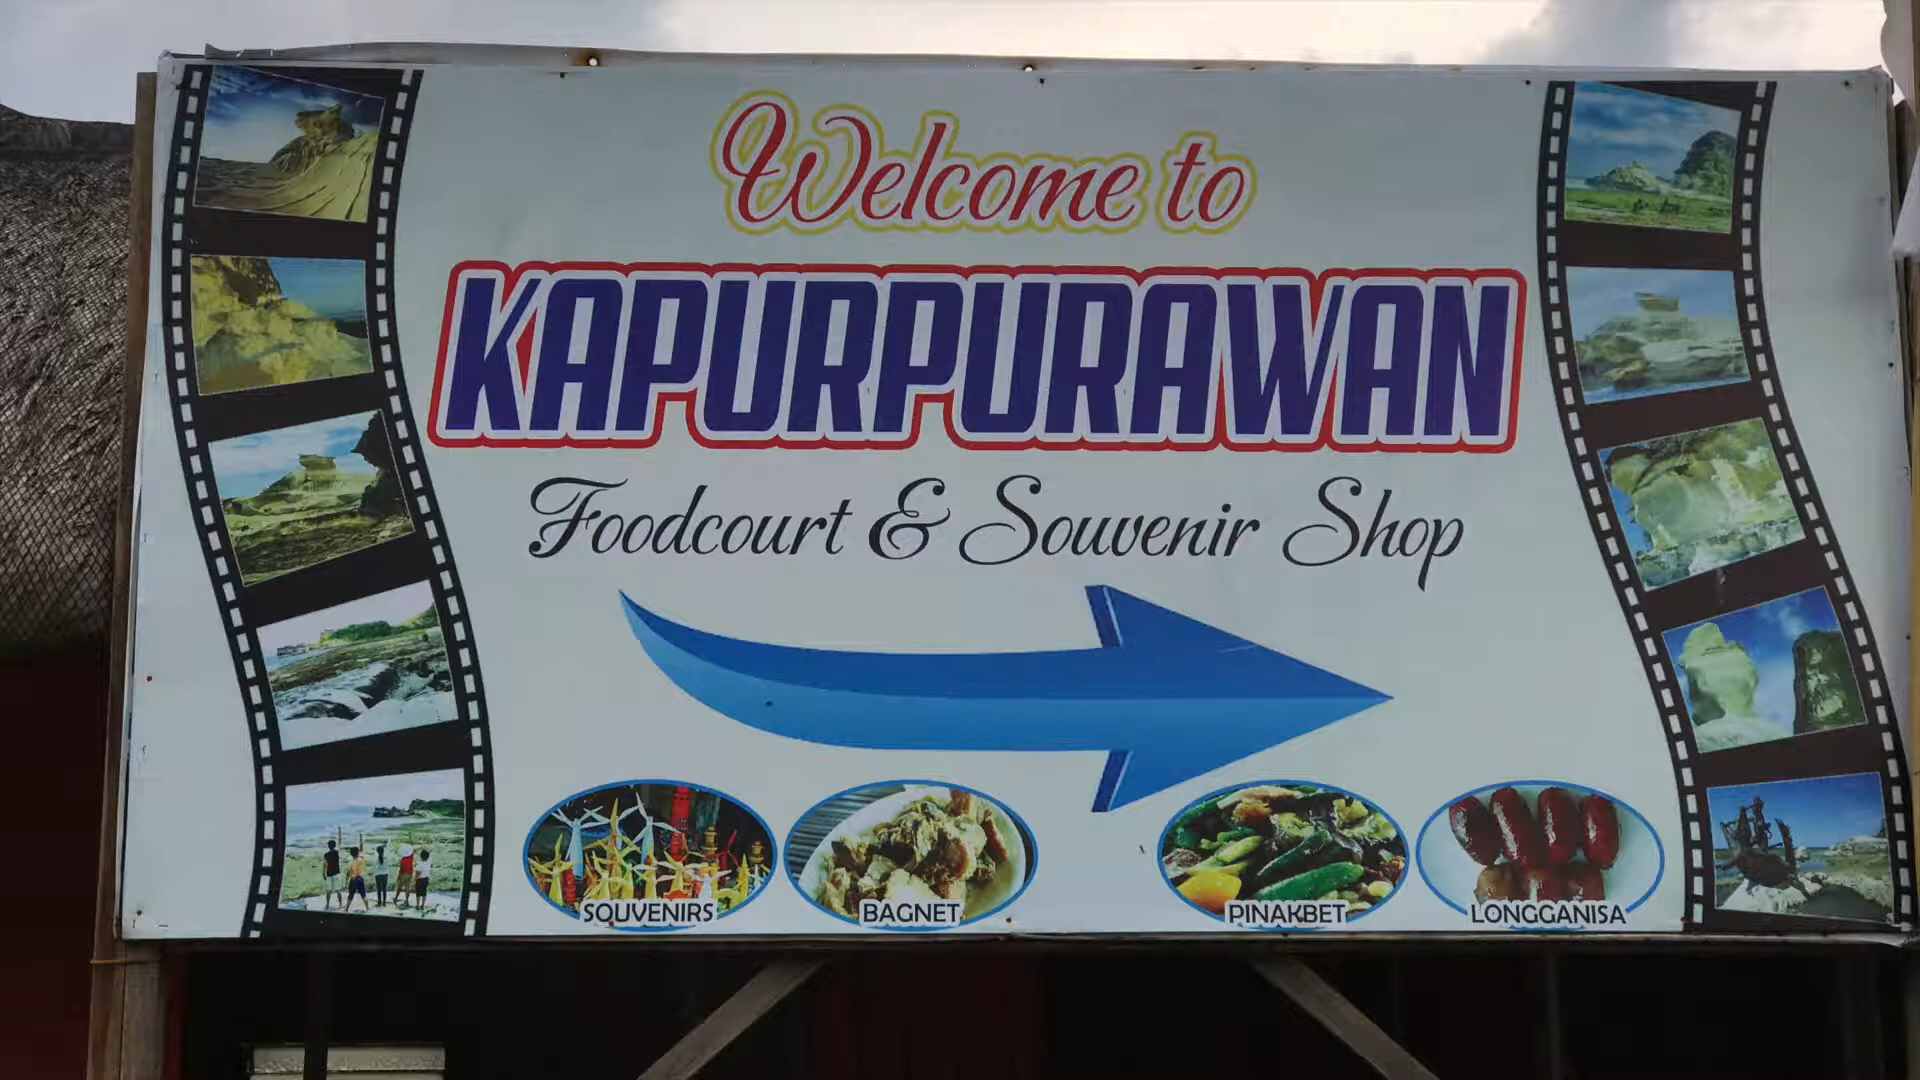 Welcome to
KAPURPURAWAN
Foodcourt & Souvenir Shop
SOUVENIRS
BAGNET
PINAKBET
LONGGANISA